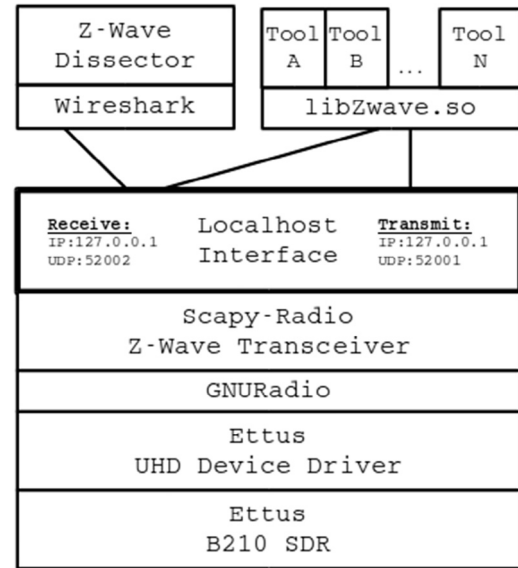 Z-Wave
Dissector
Wireshark
Tool
A
Tool
B
...
Tool
N
libZwave.so
Receive:
IP:127.0.0.1
UDP:52002
Localhost
Interface
Transmit:
IP:127.0.0.1
UDP:52001
Scapy-Radio
Z-Wave Transceiver
GNURadio
Ettus
UHD Device Driver
Ettus
B210 SDR